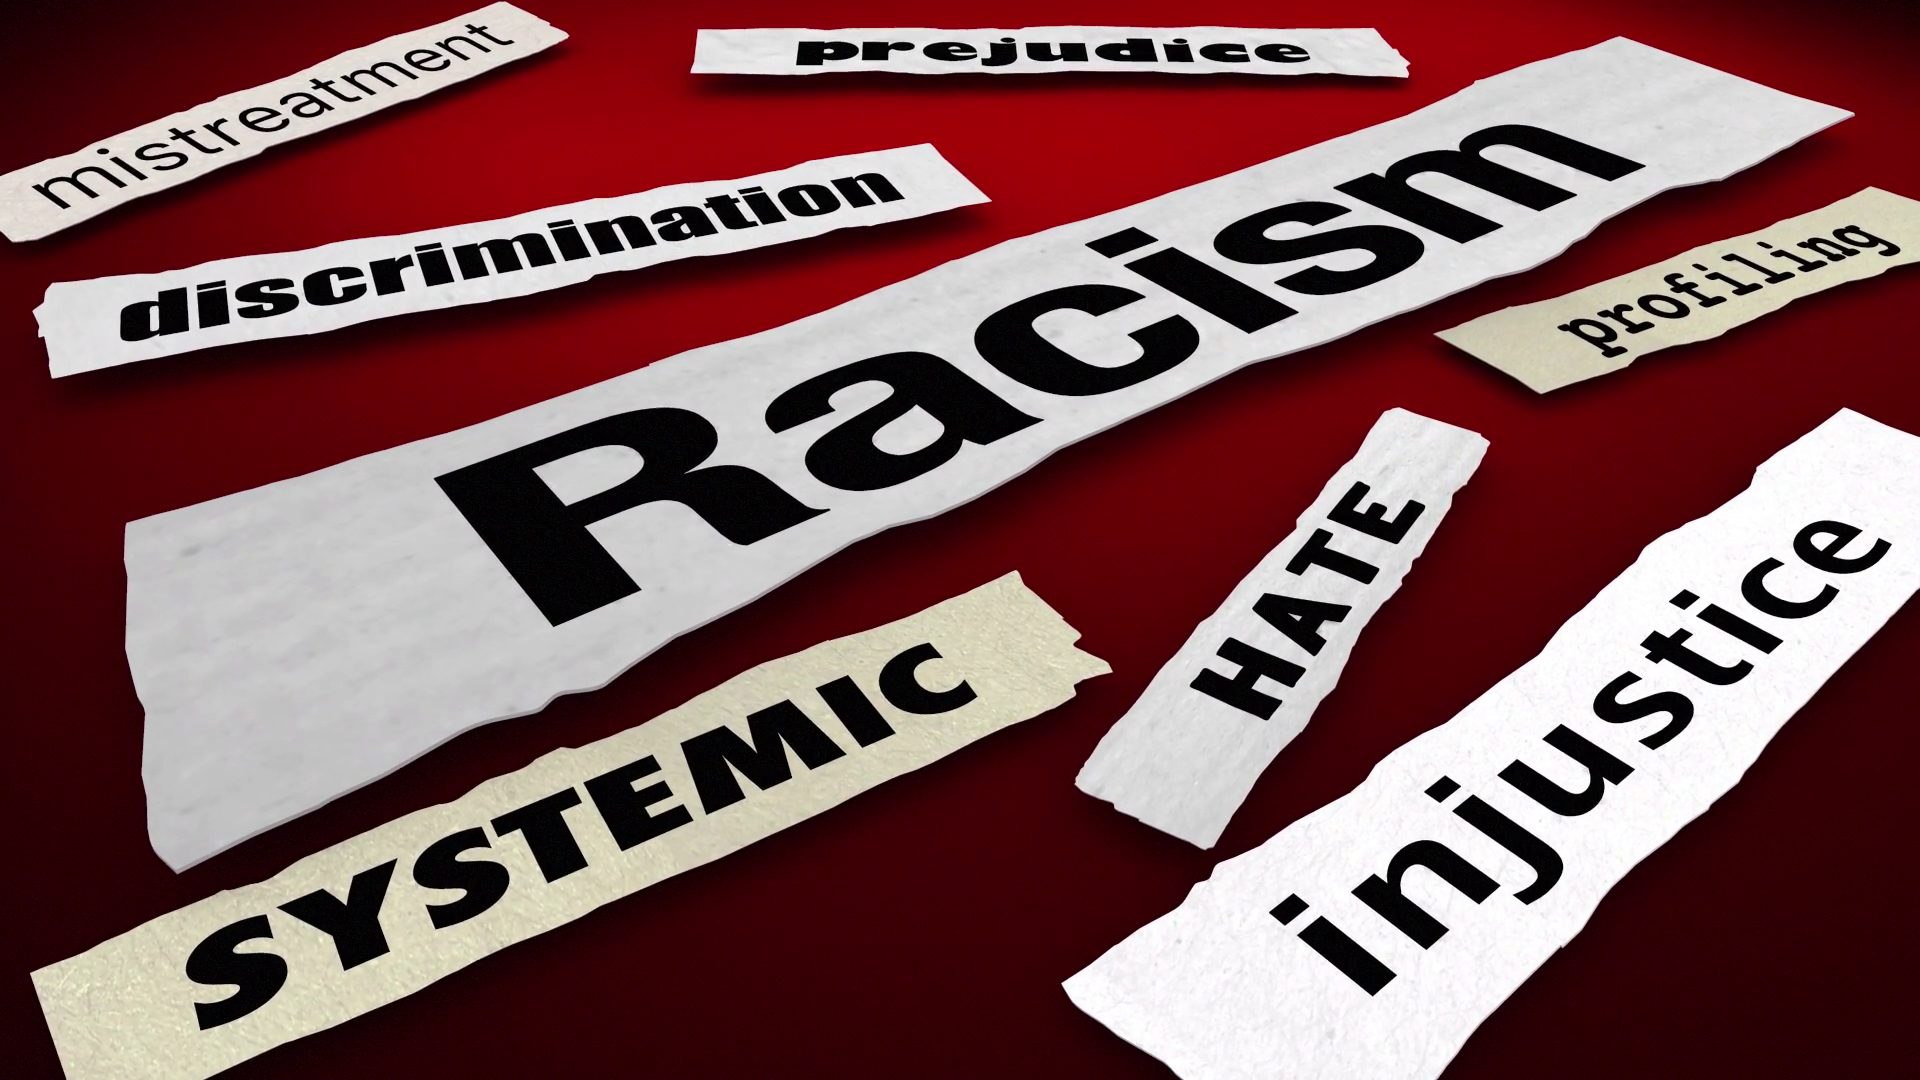 mistreatment
prejudice
discrimination
Racism
profiling
HATE
SYSTEMIC
injustice